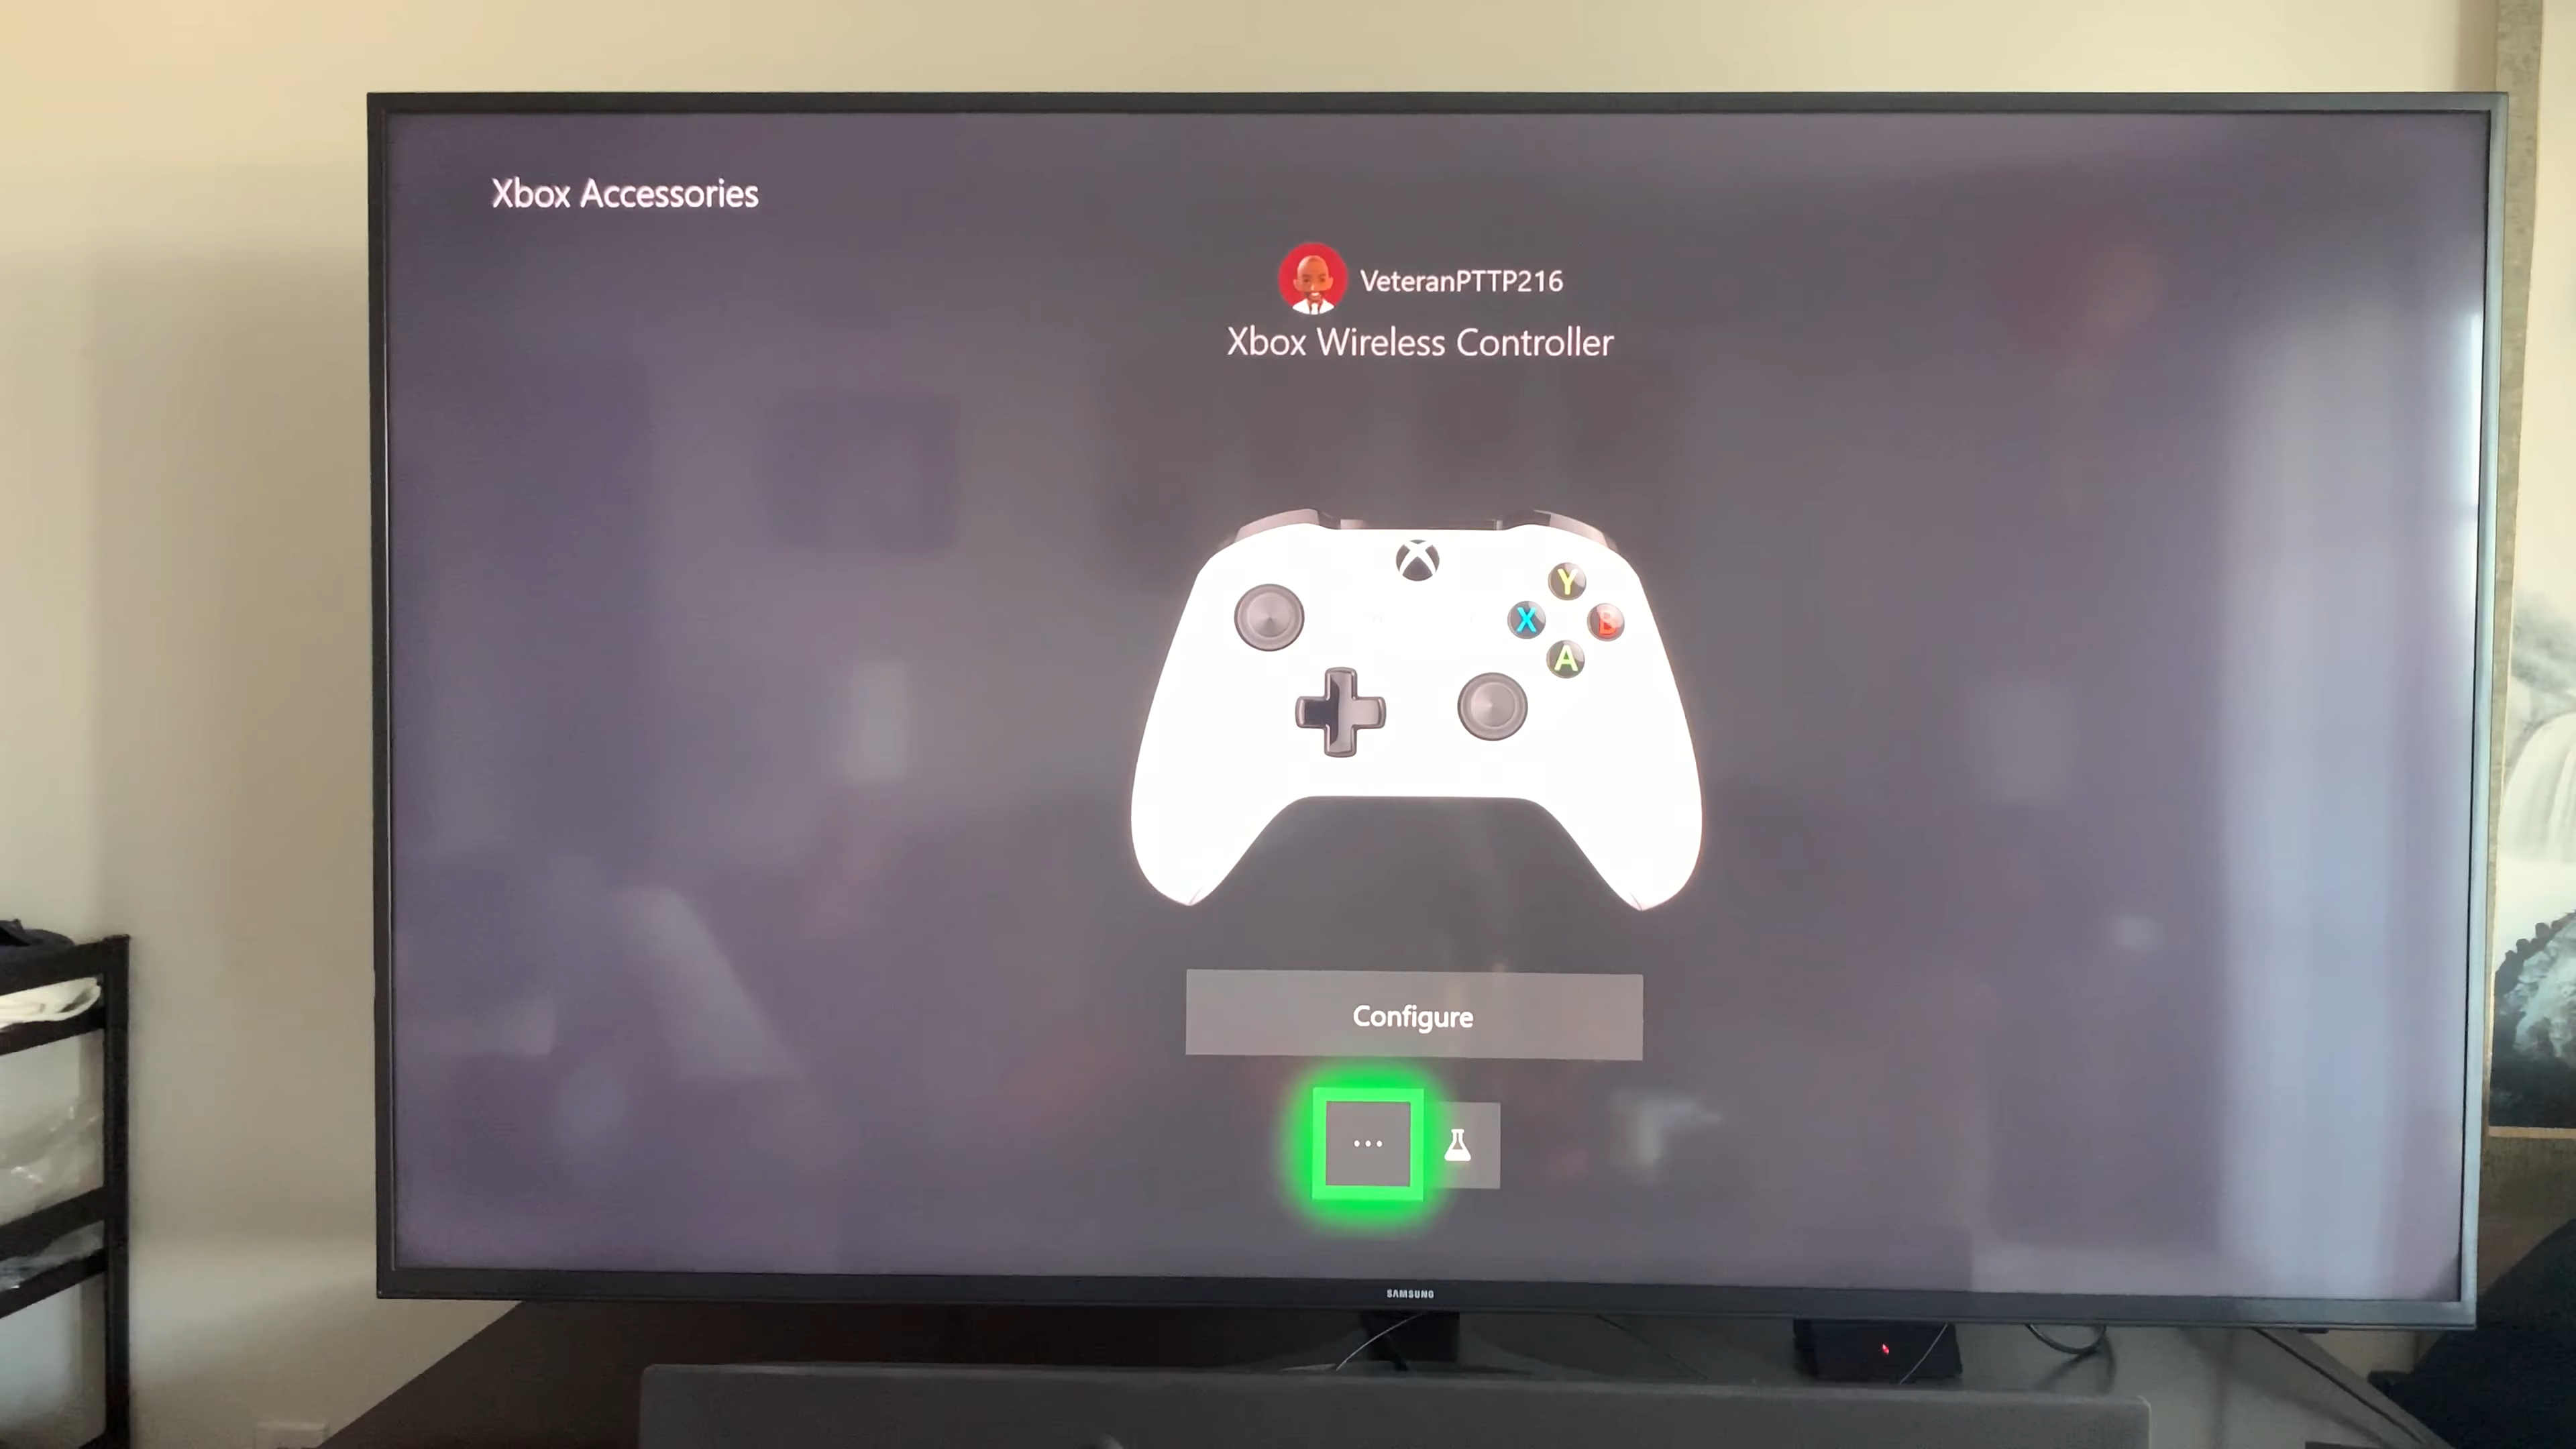 Xbox Accessories
VeteranPTTP216
Xbox Wireless Controller
Y
X
B
A
Configure
...
SAMSUNG